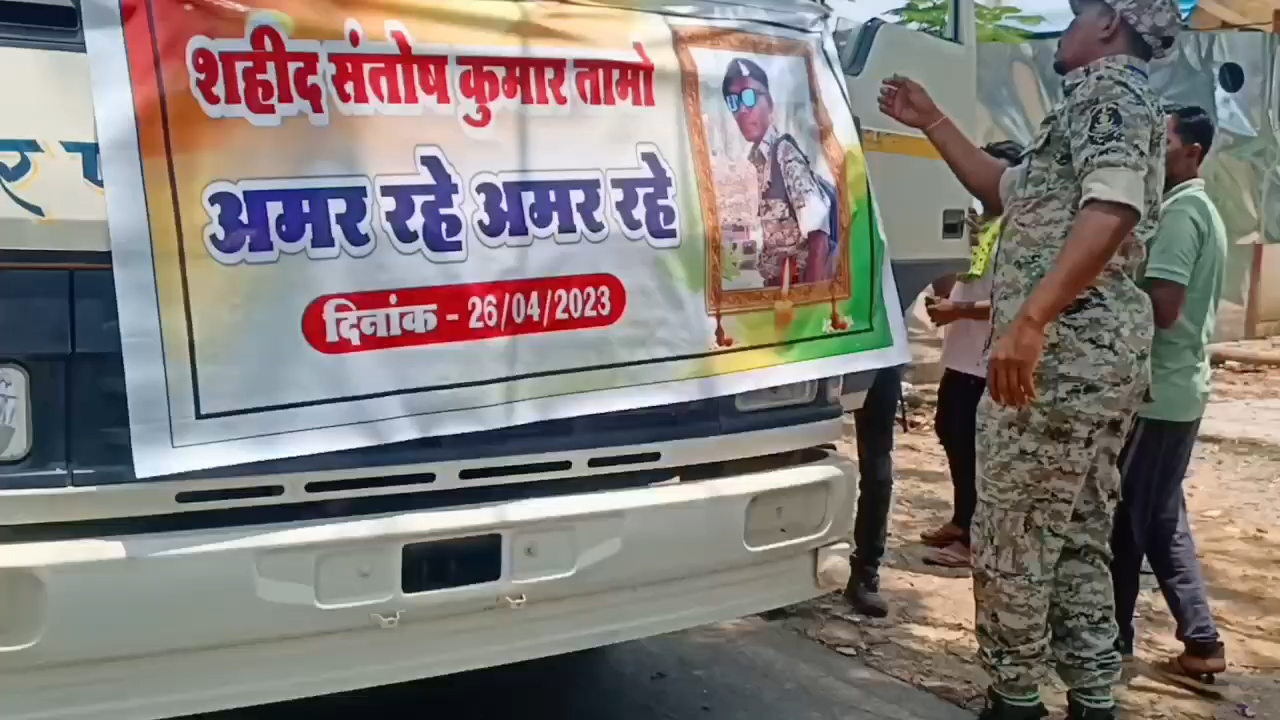 शहीद संतोष कुमार तामो
अमर रहे अमर रहे
दिनांक - 26/04/2023